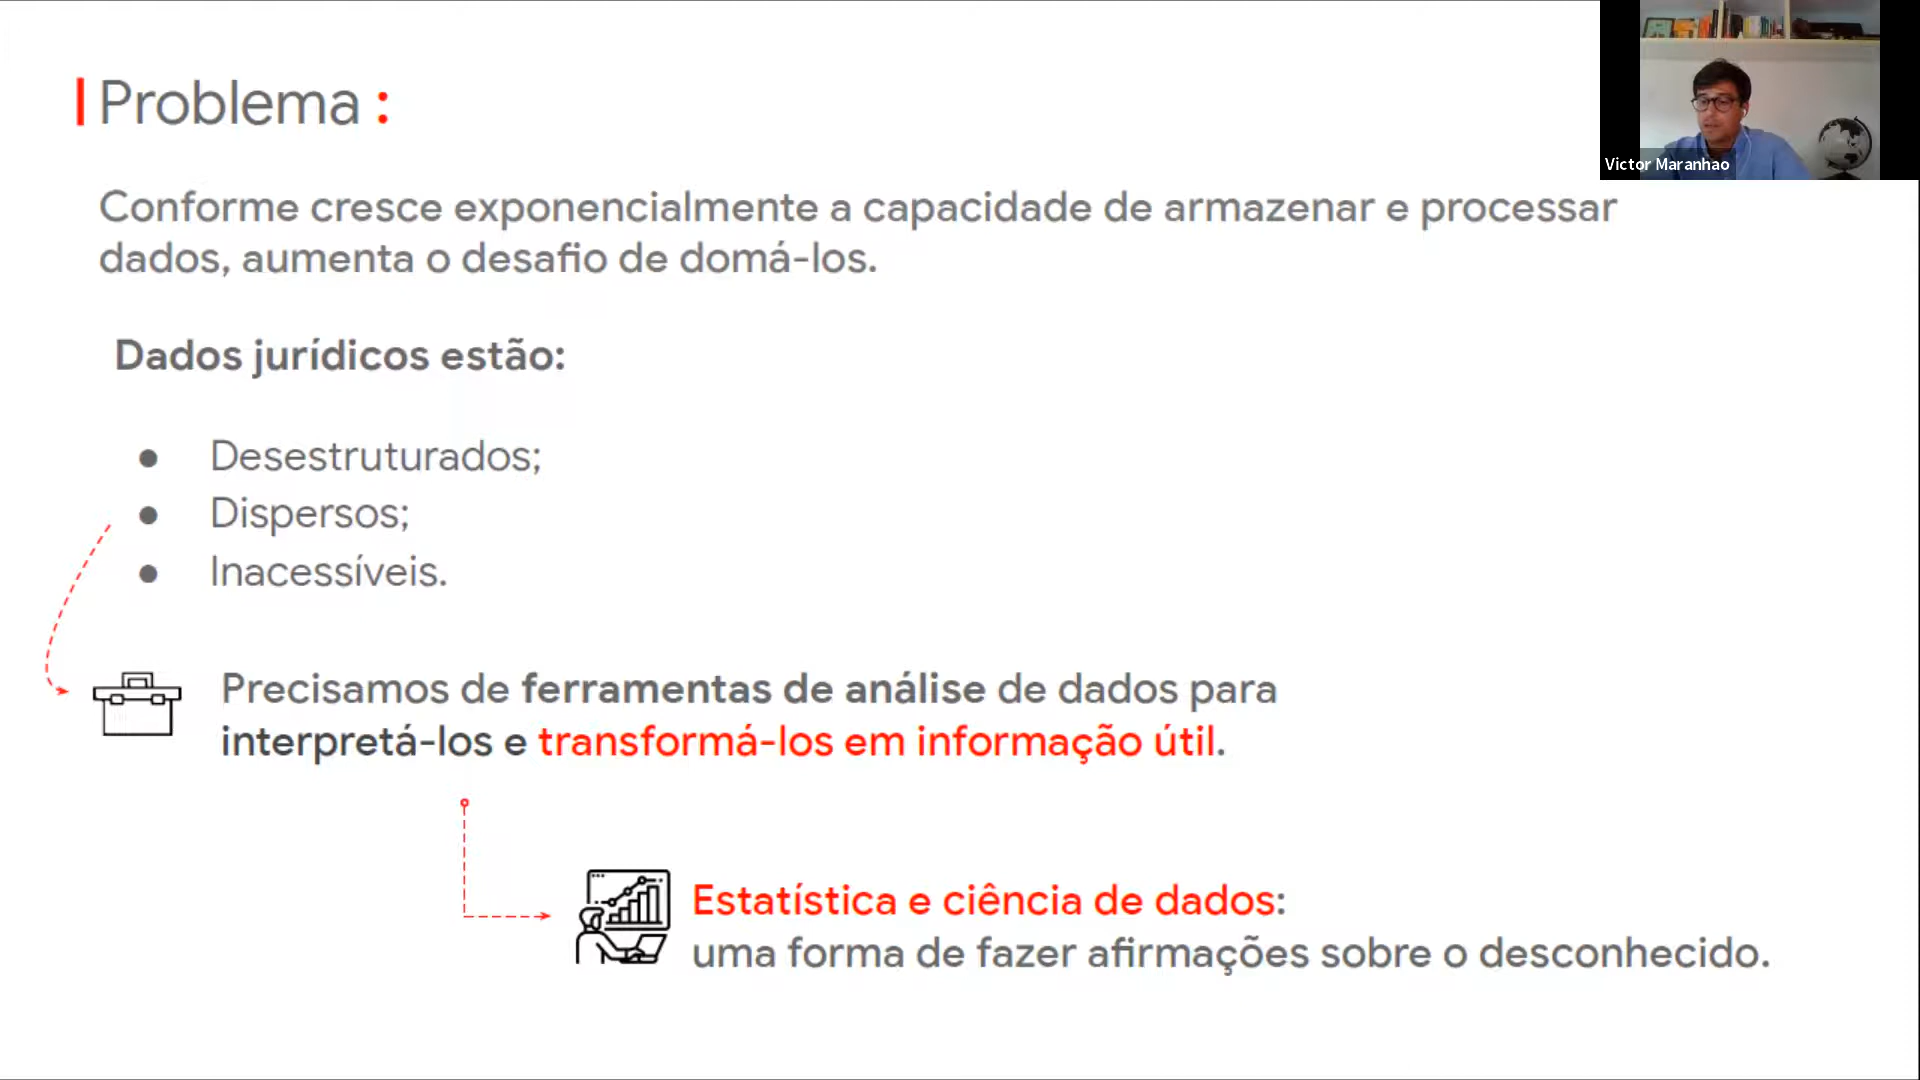 Problema :
Victor Maranhao
Conforme cresce exponencialmente a capacidade de armazenar e processar
dados, aumenta o desafio de domá-los.
Dados jurídicos estão:
● Desestruturados;
● Dispersos;
● Inacessíveis.
Precisamos de ferramentas de análise de dados para
interpretá-los e transformá-los em informação útil.
Estatística e ciência de dados:
uma forma de fazer afirmações sobre o desconhecido.